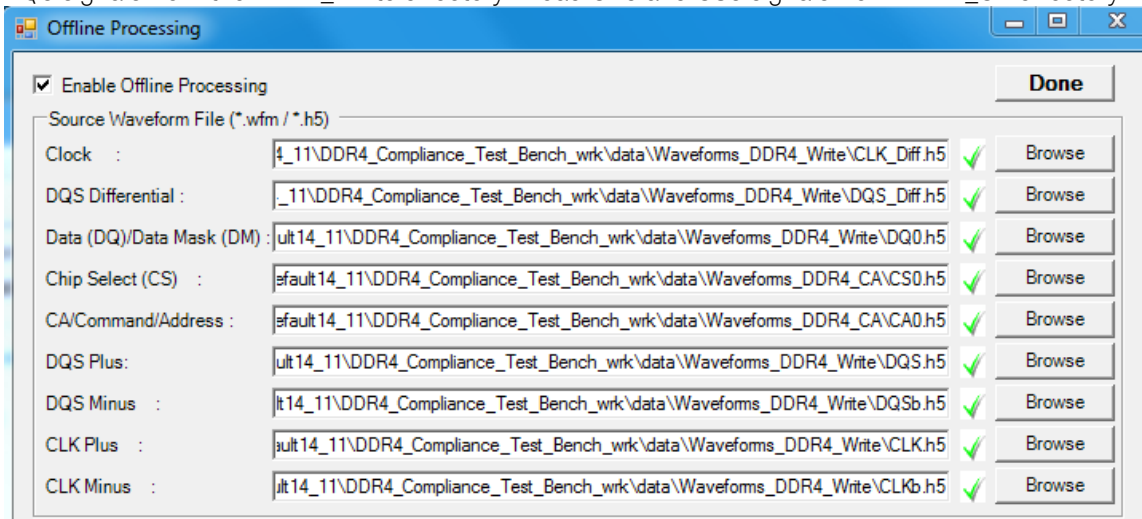 Offline Processing
Enable Offline Processing
Done
Source Waveform File (*.wfm / *.h5)
Clock : 4_11\DDR4_Compliance_Test_Bench_wrk\data\Waveforms_DDR4_Write\CLK_Diff.h5 Browse
DQS Differential : _11\DDR4_Compliance_Test_Bench_wrk\data\Waveforms_DDR4_Write\DQS_Diff.h5 Browse
Data (DQ)/Data Mask (DM) : ult14_11\DDR4_Compliance_Test_Bench_wrk\data\Waveforms_DDR4_Write\DQ0.h5 Browse
Chip Select (CS) : efault14_11\DDR4_Compliance_Test_Bench_wrk\data\Waveforms_DDR4_CA\CS0.h5 Browse
CA/Command/Address : efault14_11\DDR4_Compliance_Test_Bench_wrk\data\Waveforms_DDR4_CA\CA0.h5 Browse
DQS Plus: ult14_11\DDR4_Compliance_Test_Bench_wrk\data\Waveforms_DDR4_Write\DQS.h5 Browse
DQS Minus : lt14_11\DDR4_Compliance_Test_Bench_wrk\data\Waveforms_DDR4_Write\DQSb.h5 Browse
CLK Plus : ault14_11\DDR4_Compliance_Test_Bench_wrk\data\Waveforms_DDR4_Write\CLK.h5 Browse
CLK Minus : ult14_11\DDR4_Compliance_Test_Bench_wrk\data\Waveforms_DDR4_Write\CLKb.h5 Browse